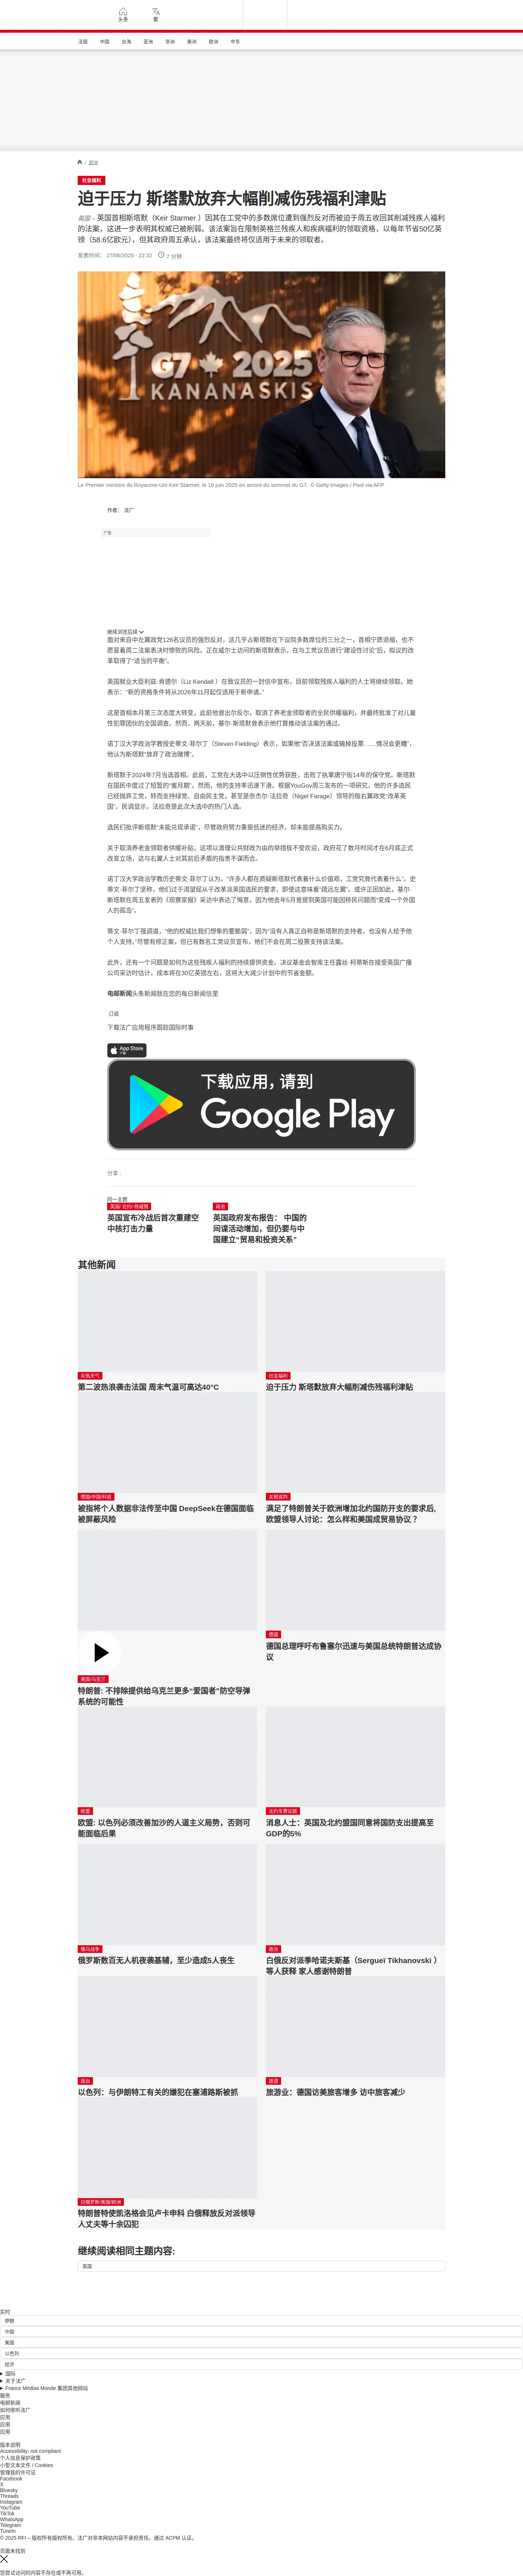 头条
繁
法国
中国
台海
亚洲
非洲
美洲
欧洲
中东
/ 欧洲
社会福利
迫于压力 斯塔默放弃大幅削减伤残福利津贴
英国 – 英国首相斯塔默（Keir Starmer ）因其在工党中的多数席位遭到强烈反对而被迫于周五收回其削减残疾人福利
的法案，这进一步表明其权威已被削弱。该法案旨在限制英格兰残疾人和疾病福利的领取资格，以每年节省50亿英
镑（58.6亿欧元），但其政府周五承认，该法案最终将仅适用于未来的领取者。
发表时间： 27/06/2025 - 22:32 7 分钟
G7 2025
KANANASKIS
Le Premier ministre du Royaume-Uni Keir Starmer, le 16 juin 2025 en amont du sommet du G7. © Getty Images / Pool via AFP
作者： 法广
广告
继续浏览后续
面对来自中左翼政党126名议员的强烈反对，这几乎占斯塔默在下议院多数席位的三分之一，首相宁愿退缩，也不
愿冒着周二法案表决时惨败的风险。正在威尔士访问的斯塔默表示，在与工党议员进行“建设性讨论”后，拟议的改
革取得了“适当的平衡”。
英国就业大臣利兹·肯德尔（Liz Kendall ）在致议员的一封信中宣布，目前领取残疾人福利的人士将继续领取。她
表示：“新的资格条件将从2026年11月起仅适用于新申请。”
这是首相本月第三次态度大转变。此前他曾出尔反尔，取消了养老金领取者的全民供暖福利，并最终批准了对儿童
性犯罪团伙的全国调查。然而，两天前，基尔·斯塔默曾表示他打算推动该法案的通过。
诺丁汉大学政治学教授史蒂文·菲尔丁（Steven Fielding）表示，如果他“否决该法案或输掉投票……情况会更糟”，
他认为斯塔默“放弃了政治赌博”。
斯塔默于2024年7月当选首相。此前，工党在大选中以压倒性优势获胜，击败了执掌唐宁街14年的保守党。斯塔默
在国民中度过了短暂的“蜜月期”。然而，他的支持率迅速下滑。根据YouGov周三发布的一项研究，他的许多选民
已经抛弃工党，转而支持绿党、自由民主党，甚至是奈杰尔·法拉奇（Nigel Farage）领导的极右翼政党“改革英
国”。民调显示，法拉奇是此次大选中的热门人选。
选民们批评斯塔默“未能兑现承诺”，尽管政府努力重振低迷的经济，却未能提高购买力。
关于取消养老金领取者供暖补贴，这项以清理公共财政为由的举措极不受欢迎，政府花了数月时间才在6月底正式
改变立场，这与右翼人士对其前后矛盾的指责不谋而合。
诺丁汉大学政治学教授历史蒂文·菲尔丁认为，“许多人都在质疑斯塔默代表着什么价值观，工党究竟代表着什么”。史
蒂文·菲尔丁坚称，他们过于渴望屈从于改革派英国选民的要求，即使这意味着“疏远左翼”。或许正因如此，基尔·
斯塔默在周五发表的《观察家报》采访中表达了悔意，因为他去年5月曾提到英国可能因移民问题而“变成一个外国
人的孤岛”。
蒂文·菲尔丁强调，“他的权威比我们想象的要脆弱”，因为“没有人真正自称是斯塔默的支持者，也没有人给予他
个人支持。”尽管有修正案，但已有数名工党议员宣布，他们不会在周二投票支持该法案。
此外，还有一个问题是如何为这些残疾人福利的持续提供资金。决议基金会智库主任露丝·柯蒂斯在接受英国广播
公司采访时估计，成本将在30亿英镑左右，这将大大减少计划中的节省金额。
电邮新闻头条新闻就在您的每日新闻信里
订阅
下载法广应用程序跟踪国际时事
App Store
下载
下载应用，请到
Google Play
分享 :
同一主题
英国/ 北约/ 核威慑
英国宣布冷战后首次重建空
中核打击力量
政治
英国政府发布报告： 中国的
间谍活动增加，但仍要与中
国建立“贸易和投资关系”
其他新闻
炎热天气
第二波热浪袭击法国 周末气温可高达40°C
社会福利
迫于压力 斯塔默放弃大幅削减伤残福利津贴
德国/中国/科技
被指将个人数据非法传至中国 DeepSeek在德国面临
被屏蔽风险
关税谈判
满足了特朗普关于欧洲增加北约国防开支的要求后,
欧盟领导人讨论：怎么样和美国成贸易协议 ？
美国/乌克兰
特朗普: 不排除提供给乌克兰更多“爱国者”防空导弹
系统的可能性
德国
德国总理呼吁布鲁塞尔迅速与美国总统特朗普达成协
议
欧盟
欧盟: 以色列必须改善加沙的人道主义局势，否则可
能面临后果
北约军费议题
消息人士：英国及北约盟国同意将国防支出提高至
GDP的5%
俄乌战争
俄罗斯数百无人机夜袭基辅，至少造成5人丧生
政治
白俄反对派季哈诺夫斯基（Sergueï Tikhanovski ）
等人获释 家人感谢特朗普
政治
以色列：与伊朗特工有关的嫌犯在塞浦路斯被抓
旅游
旅游业：德国访美旅客增多 访中旅客减少
白俄罗斯/美国/欧洲
特朗普特使凯洛格会见卢卡申科 白俄释放反对派领导
人丈夫等十余囚犯
继续阅读相同主题内容:
英国
实时
伊朗
中国
美国
以色列
经济
国际
关于法广
France Médias Monde 集团其他网站
服务
电邮新闻
如何收听法广
应用
应用
应用
版本说明
Accessibility: not compliant
个人信息保护政策
小型文本文件 / Cookies
管理我的许可证
Facebook
X
Bluesky
Threads
Instagram
YouTube
TikTok
WhatsApp
Telegram
TuneIn
© 2025 RFI – 版权所有版权所有。法广对非本网站内容不承担责任。通过 ACPM 认证。
页面未找到
您尝试访问的内容不存在或不再可用。